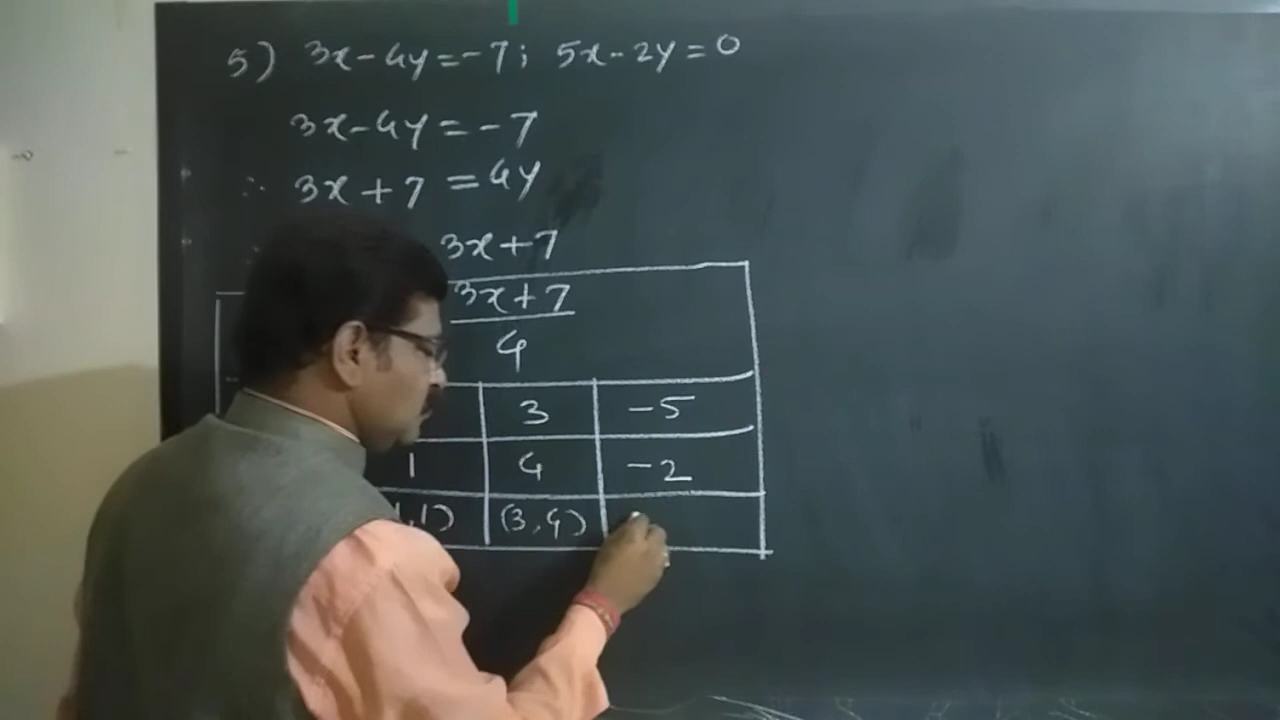 5) 3x-4y=-7; 5x-2y=0
3x-4y=-7
∴ 3x+7=4y
3x+7
3x+7
4
3 -5
1 4 -2
,1) (3,4)